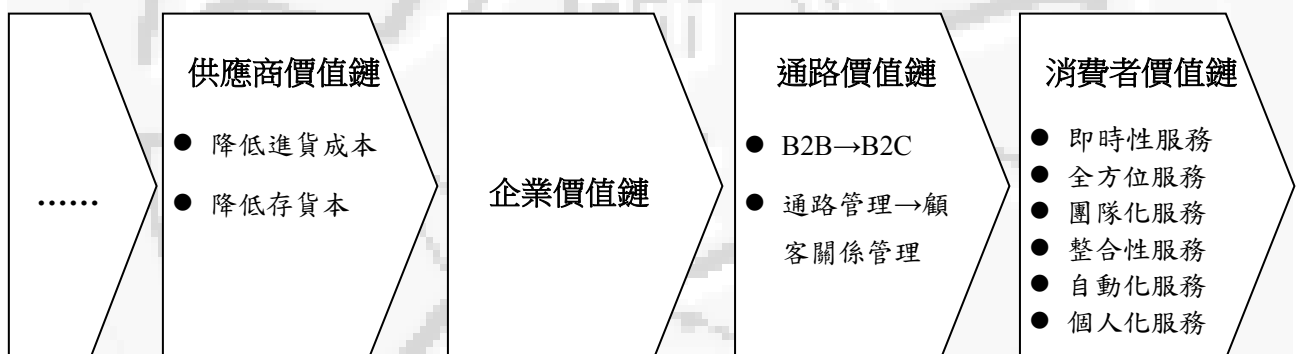 ……
供應商價值鏈
● 降低進貨成本
● 降低存貨本
企業價值鏈
通路價值鏈
● B2B→B2C
● 通路管理→顧
客關係管理
消費者價值鏈
● 即時性服務
● 全方位服務
● 團隊化服務
● 整合性服務
● 自動化服務
● 個人化服務